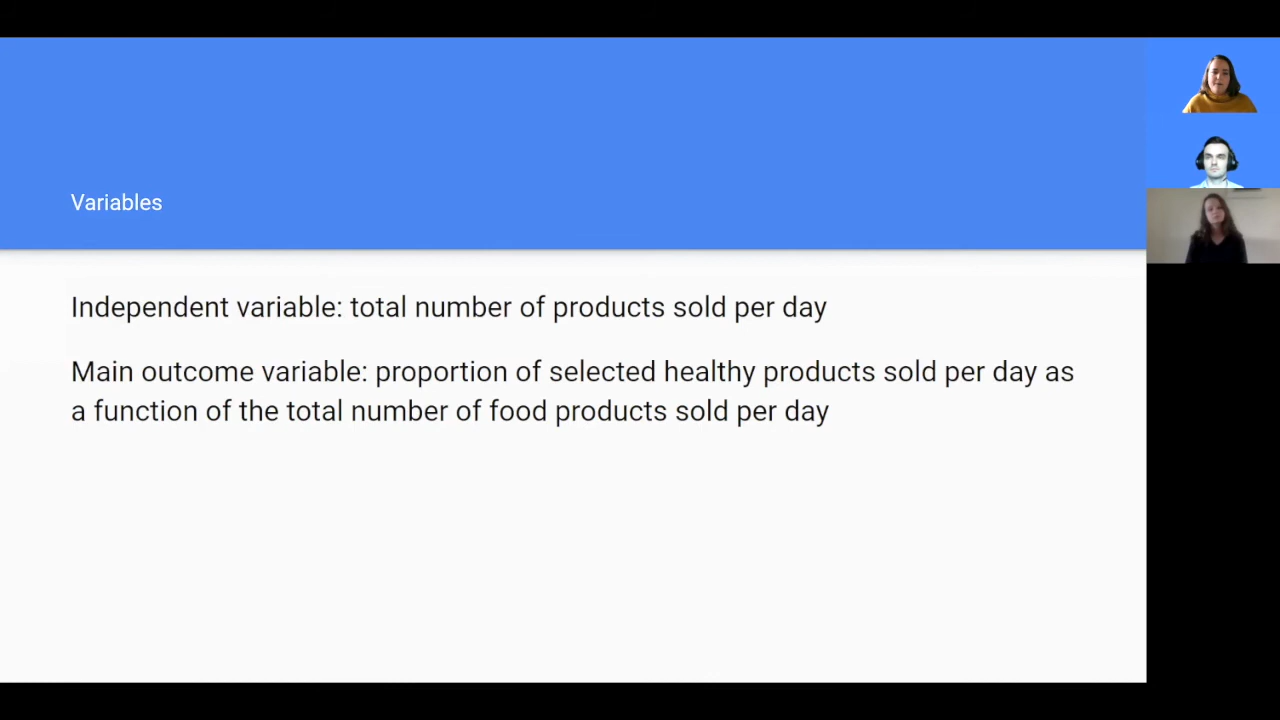 Variables
Independent variable: total number of products sold per day
Main outcome variable: proportion of selected healthy products sold per day as
a function of the total number of food products sold per day